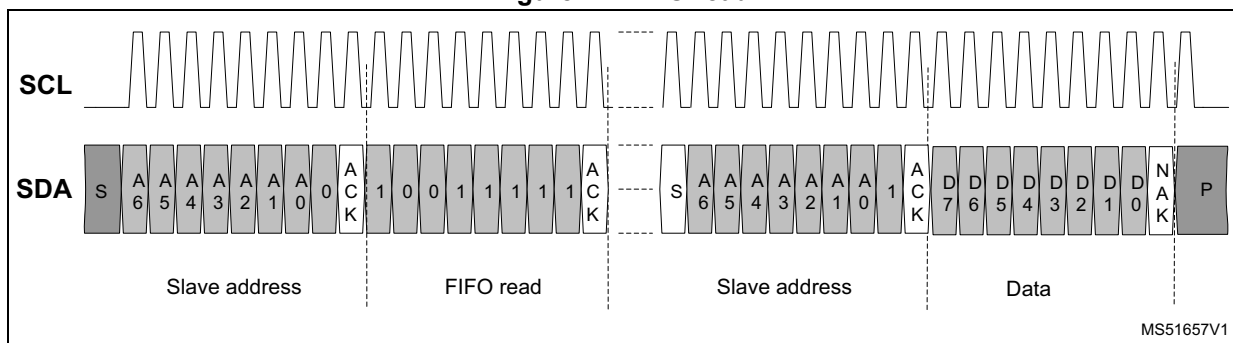 SCL
SDA S A6 A5 A4 A3 A2 A1 A0 0 ACK 1 0 0 1 1 1 1 1 ACK S A6 A5 A4 A3 A2 A1 A0 1 ACK D7 D6 D5 D4 D3 D2 D1 D0 NAK P
Slave address FIFO read Slave address Data
MS51657V1